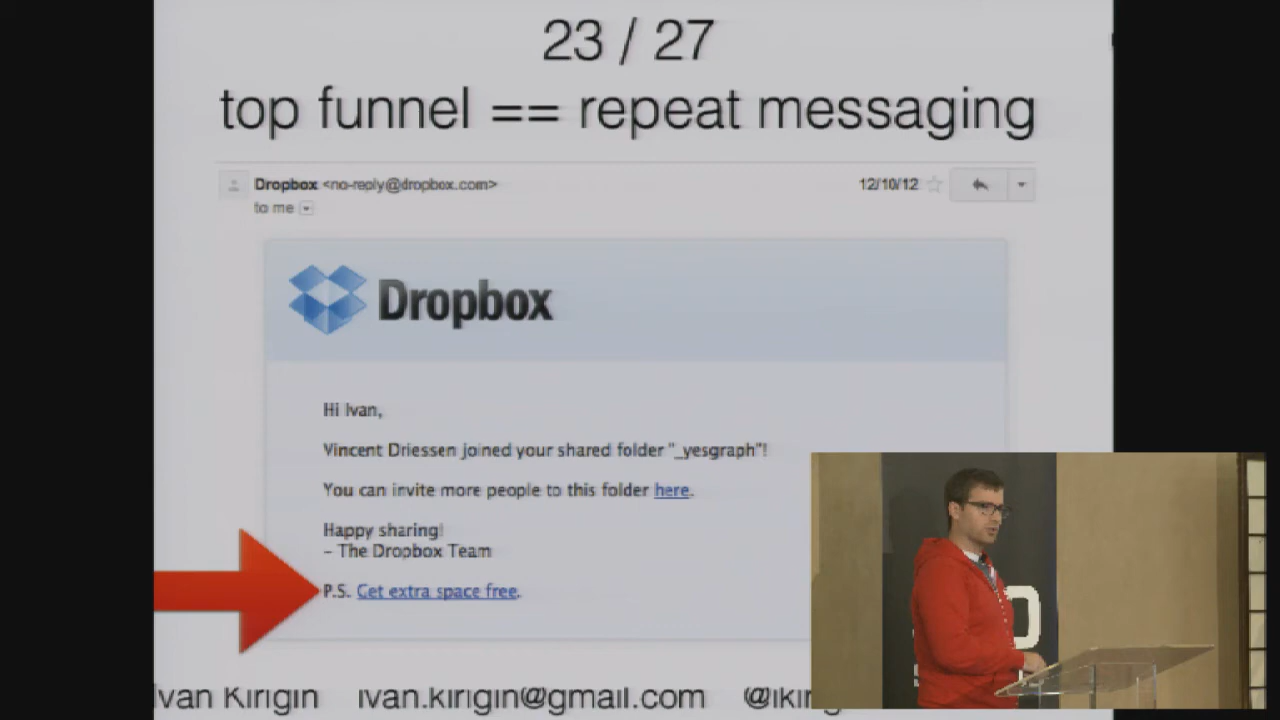 23 / 27
top funnel == repeat messaging
Dropbox <no-reply@dropbox.com>
12/10/12
to me
Dropbox
Hi Ivan,
Vincent Driessen joined your shared folder "_yesgraph"!
You can invite more people to this folder here.
Happy sharing!
– The Dropbox Team
P.S. Get extra space free.
Ivan Kirigin ivan.kirigin@gmail.com